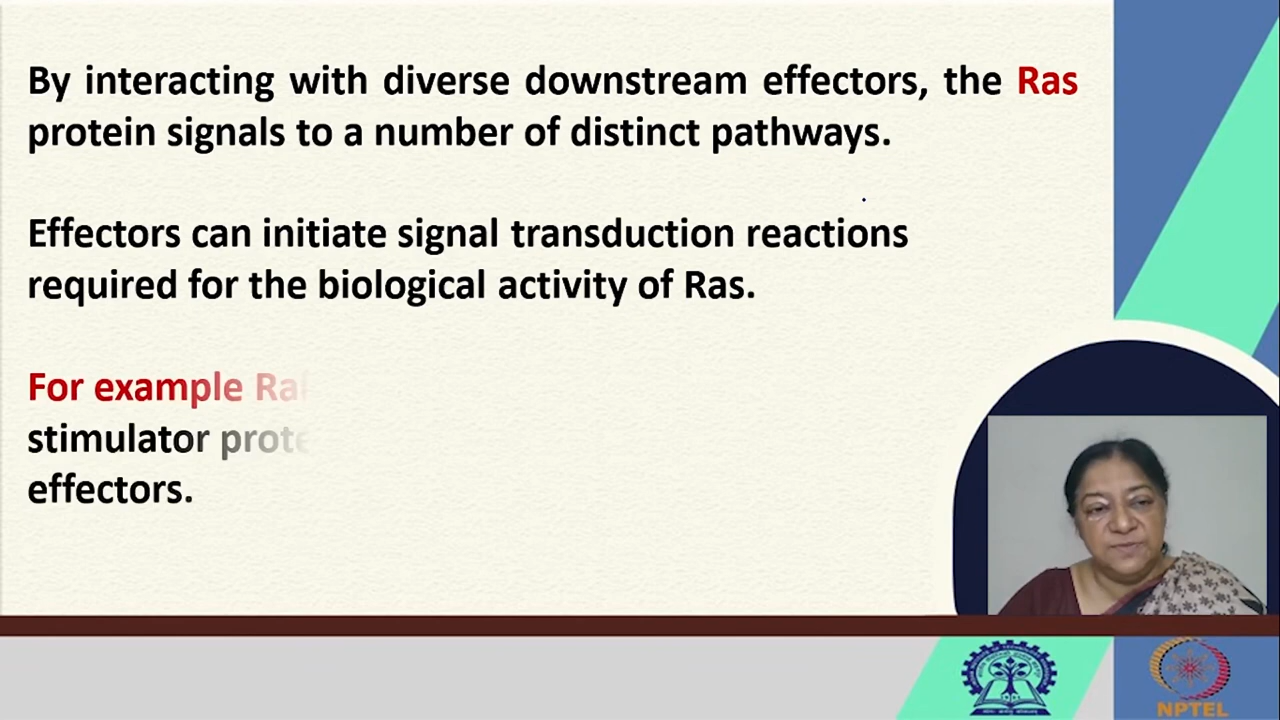 By interacting with diverse downstream effectors, the Ras
protein signals to a number of distinct pathways.
Effectors can initiate signal transduction reactions
required for the biological activity of Ras.
For example
stimulator
effectors.
NPTEL